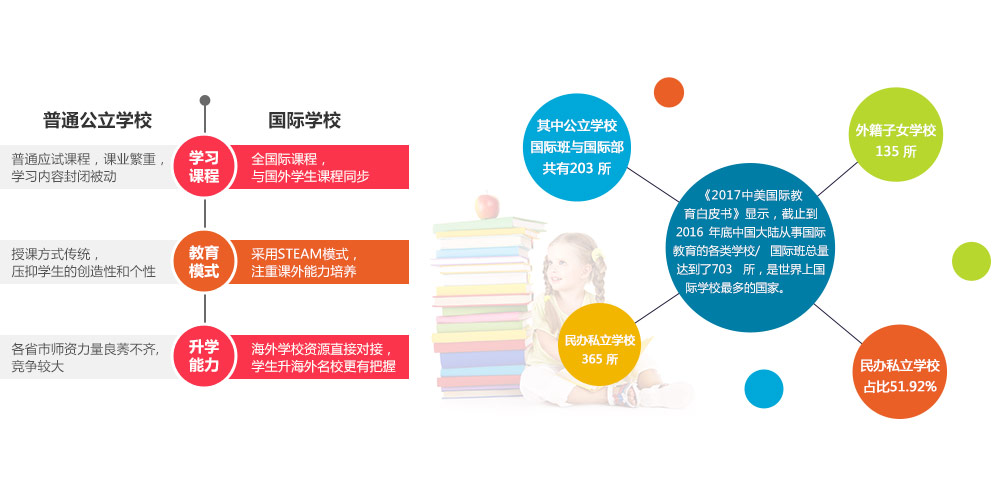 普通公立学校
国际学校
普通应试课程，课业繁重，
学习内容封闭被动
学习
课程
全国际课程，
与国外学生课程同步
授课方式传统，
压抑学生的创造性和个性
教育
模式
采用STEAM模式，
注重课外能力培养
各省市师资力量良莠不齐,
竞争较大
升学
能力
海外学校资源直接对接，
学生升海外名校更有把握
其中公立学校
国际班与国际部
共有203 所
外籍子女学校
135 所
《2017中美国际教
育白皮书》显示，截止到
2016 年底中国大陆从事国际
教育的各类学校/ 国际班总量
达到了703 所，是世界上国
际学校最多的国家。
民办私立学校
365 所
民办私立学校
占比51.92%